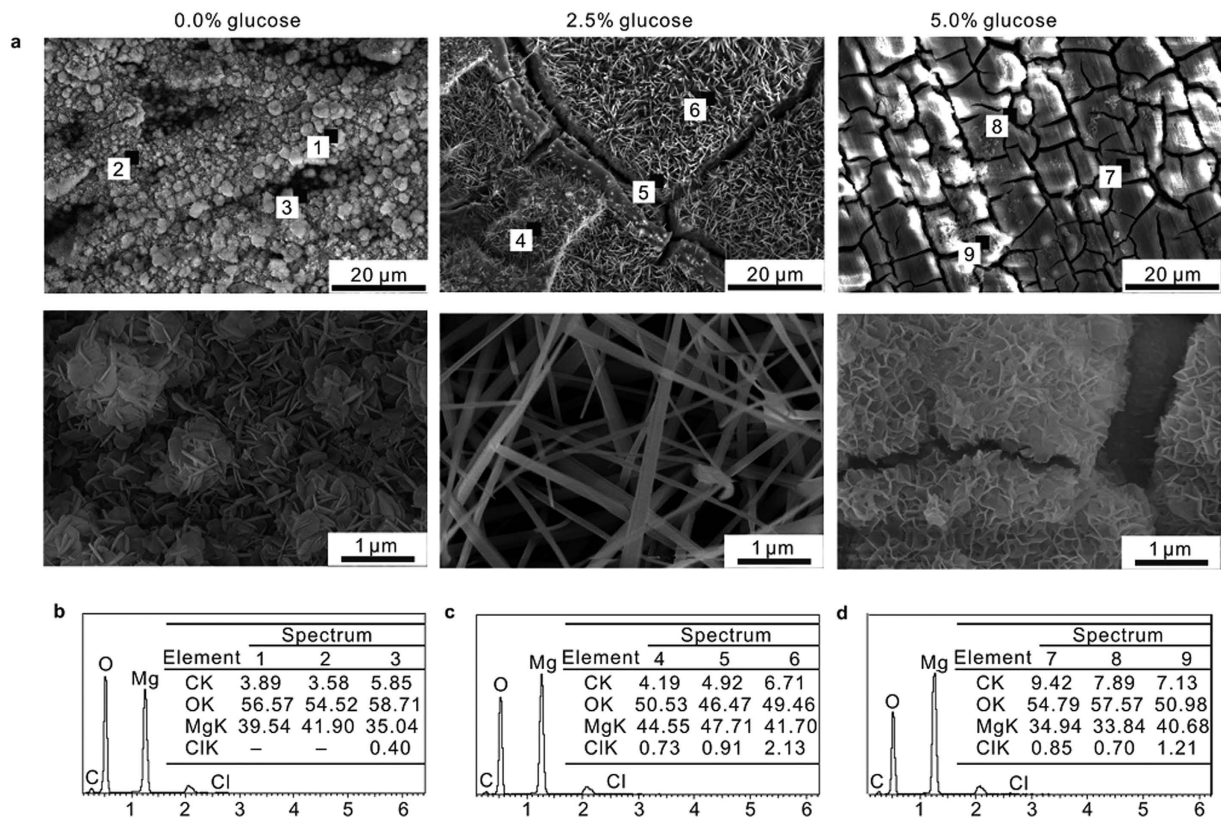 0.0% glucose 2.5% glucose 5.0% glucose
a
1
2
3
20 µm
6
5
4
20 µm
8
7
9
20 µm
1 µm
1 µm
1 µm
b
Spectrum
Element 1 2 3
CK 3.89 3.58 5.85
OK 56.57 54.52 58.71
MgK 39.54 41.90 35.04
ClK – – 0.40
O
Mg
C
Cl
1 2 3 4 5 6
c
Spectrum
Element 4 5 6
CK 4.19 4.92 6.71
OK 50.53 46.47 49.46
MgK 44.55 47.71 41.70
ClK 0.73 0.91 2.13
O
Mg
C
Cl
1 2 3 4 5 6
d
Spectrum
Element 7 8 9
CK 9.42 7.89 7.13
OK 54.79 57.57 50.98
MgK 34.94 33.84 40.68
ClK 0.85 0.70 1.21
O
Mg
C
Cl
1 2 3 4 5 6